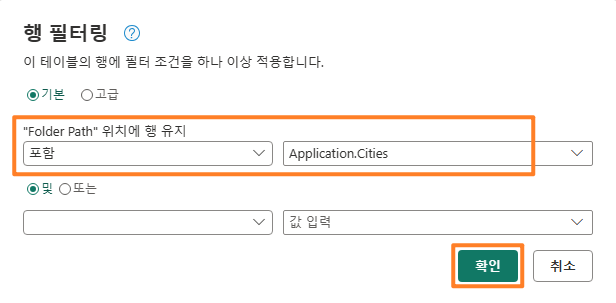 행 필터링 ?
이 테이블의 행에 필터 조건을 하나 이상 적용합니다.
기본 고급
"Folder Path" 위치에 행 유지
포함 Application.Cities
및 또는
값 입력
확인 취소